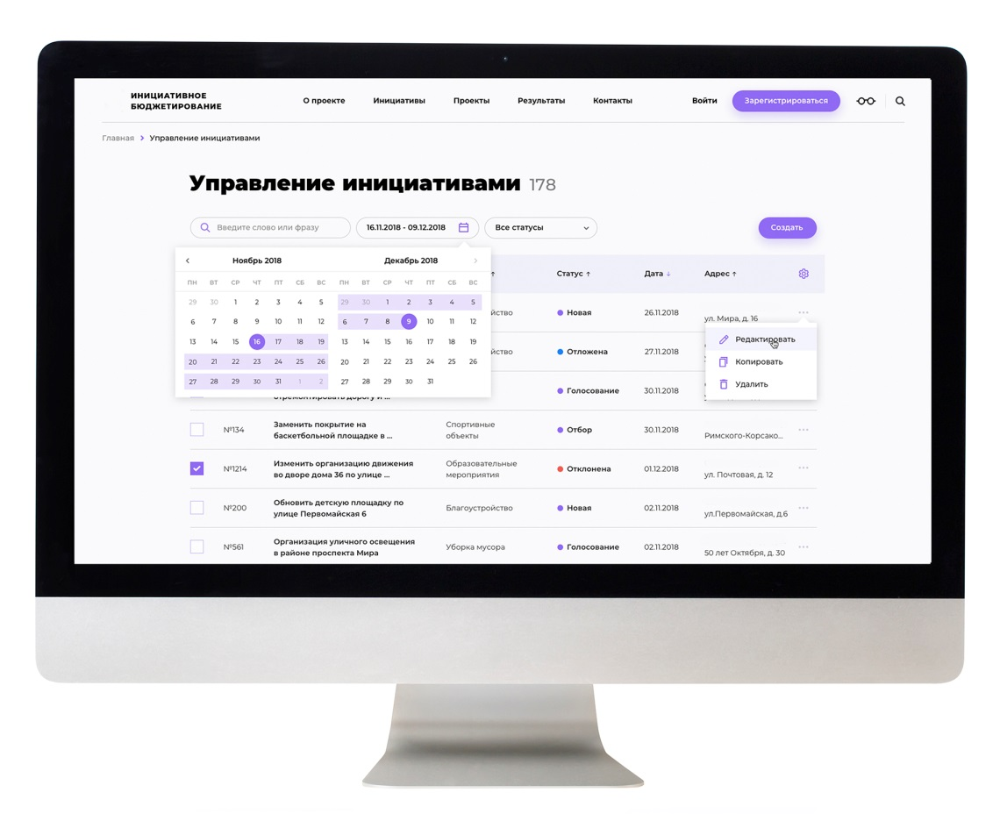 ИНИЦИАТИВНОЕ
БЮДЖЕТИРОВАНИЕ
О проекте Инициативы Проекты Результаты Контакты Войти Зарегистрироваться
Главная Управление инициативами
Управление инициативами 178
Введите слово или фразу 16.11.2018 - 09.12.2018 Все статусы Создать
Ноябрь 2018 Декабрь 2018
Статус ↑ Дата ↓ Адрес ↑
ПН ВТ СР ЧТ ПТ СБ ВС ПН ВТ СР ЧТ ПТ СБ ВС
29 30 1 2 3 4 5 29 30 1 2 3 4 5
йство Новая 26.11.2018 ул. Мира, д. 16
6 7 8 9 10 11 12 6 7 8 9 10 11 12
Редактировать
13 14 15 16 17 18 19 13 14 15 16 17 18 19
йство Отложена 27.11.2018
20 21 22 23 24 25 26 20 21 22 23 24 25 26
Копировать
27 28 29 30 31 1 2 27 28 29 30 31
Удалить
Голосование 30.11.2018
отремонтировать дорогу и ...
№134 Заменить покрытие на
баскетбольной площадке в ... Спортивные
объекты Отбор 30.11.2018 Римского-Корсако...
№1214 Изменить организацию движения
во дворе дома 36 по улице ... Образовательные
мероприятия Отклонена 01.12.2018 ул. Почтовая, д. 12
№200 Обновить детскую площадку по
улице Первомайская 6 Благоустройство Новая 02.11.2018 ул.Первомайская, д.6
№561 Организация уличного освещения
в районе проспекта Мира Уборка мусора Голосование 02.11.2018 50 лет Октября, д. 30